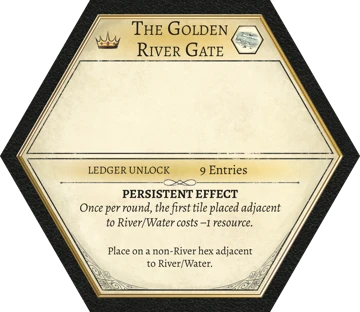 The Golden
River Gate
LEDGER UNLOCK 9 Entries
PERSISTENT EFFECT
Once per round, the first tile placed adjacent
to River/Water costs –1 resource.
Place on a non-River hex adjacent
to River/Water.